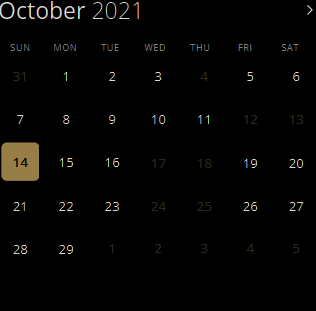 October 2021
SUN MON TUE WED THU FRI SAT
31 1 2 3 4 5 6
7 8 9 10 11 12 13
14 15 16 17 18 19 20
21 22 23 24 25 26 27
28 29 1 2 3 4 5